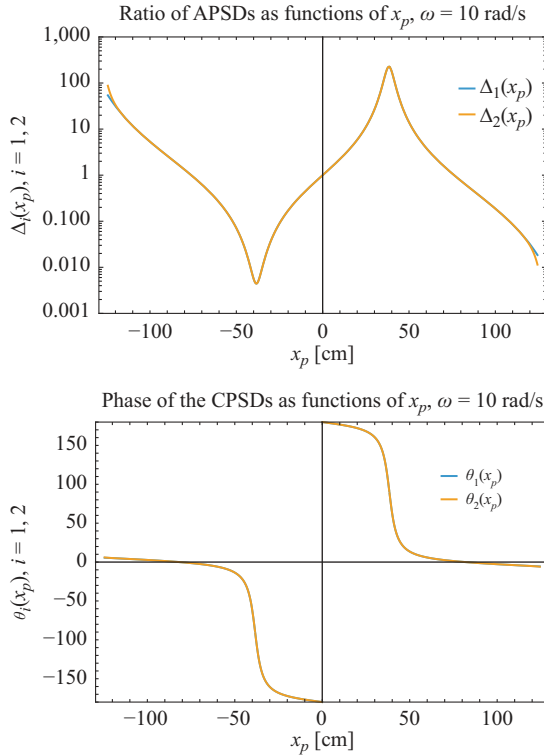 Ratio of APSDs as functions of x_p, ω = 10 rad/s
1,000
100
10
1
0.100
0.010
0.001
Δ_i(x_p), i = 1, 2
Δ_1(x_p)
Δ_2(x_p)
−100 −50 0 50 100
x_p [cm]
Phase of the CPSDs as functions of x_p, ω = 10 rad/s
150
100
50
0
−50
−100
−150
θ_i(x_p), i = 1, 2
θ_1(x_p)
θ_2(x_p)
−100 −50 0 50 100
x_p [cm]